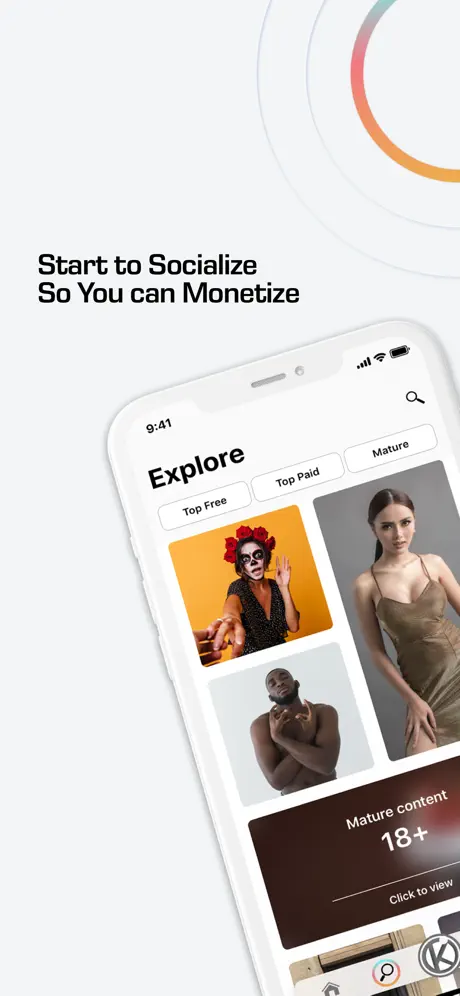 Start to Socialize
So You can Monetize
9:41
Explore
Top Free
Top Paid
Mature
Mature content
18+
Click to view
K